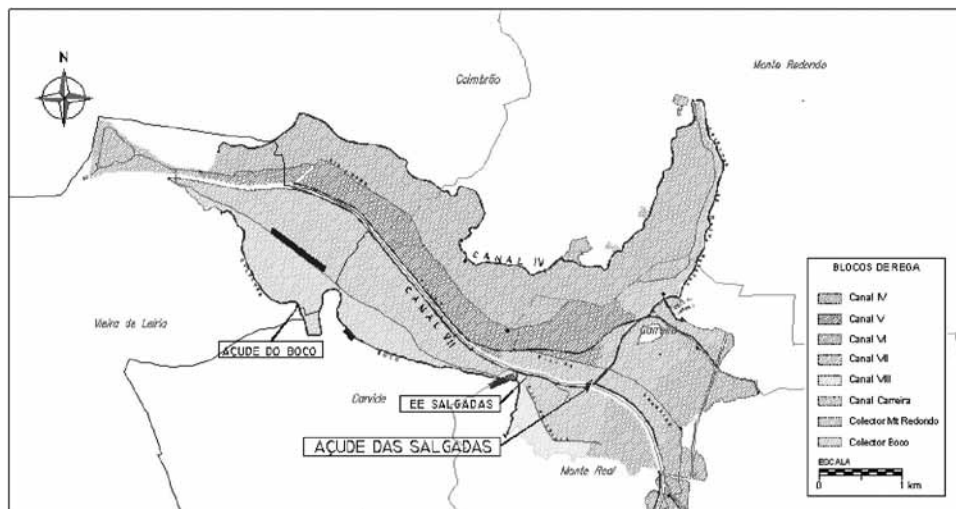 N
Coimbrão
Monte Redondo
CANAL IV
CANAL VII
Vieira de Leiria
AÇUDE DO BOCO
Carvide
EE SALGADAS
AÇUDE DAS SALGADAS
Monte Real
Carreira
BLOCOS DE REGA
Canal IV
Canal V
Canal VI
Canal VII
Canal VIII
Canal Carreira
Colector Mt Redondo
Colector Boco
ESCALA
0 1 km